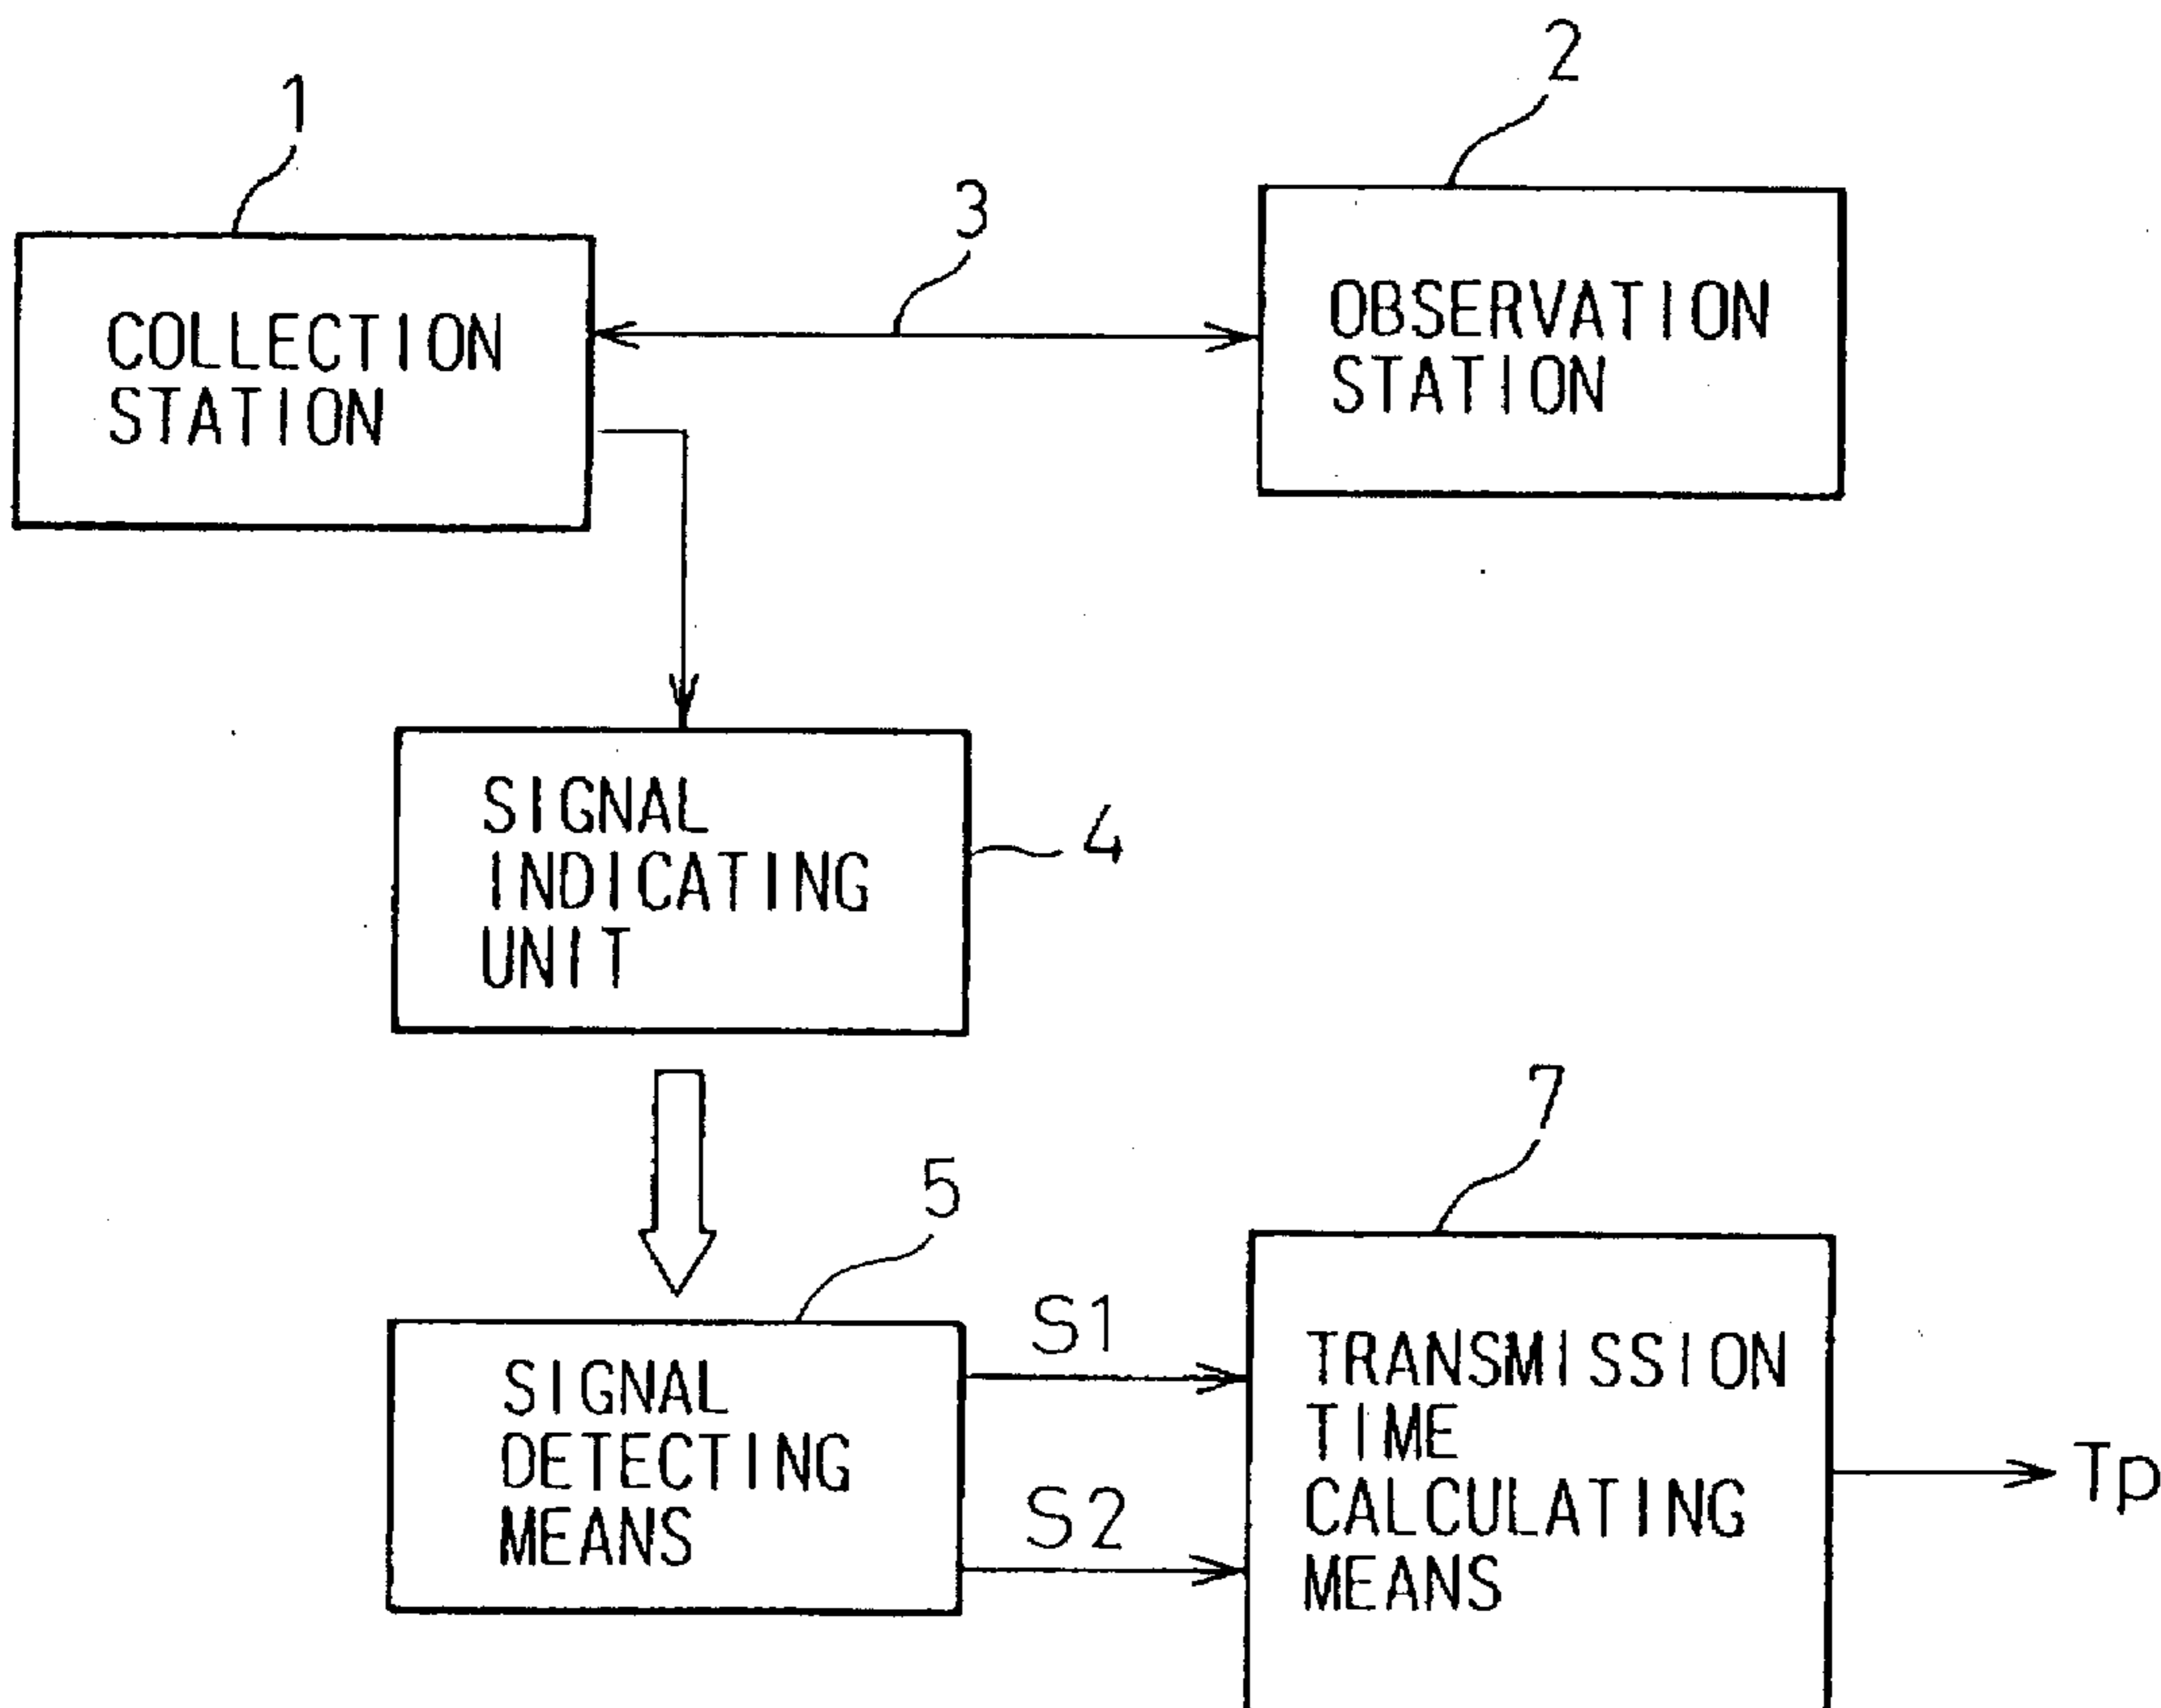 1
2
3
COLLECTION
STATION
OBSERVATION
STATION
SIGNAL
INDICATING
UNIT
4
5
7
SIGNAL
DETECTING
MEANS
S1
S2
TRANSMISSION
TIME
CALCULATING
MEANS
Tp